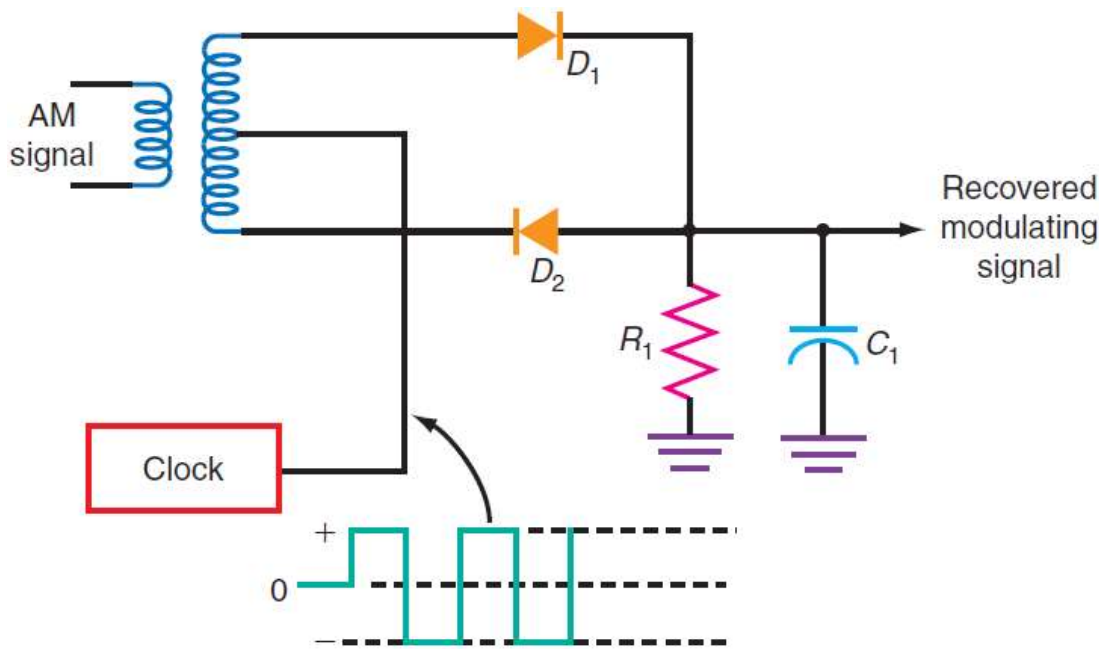 D₁
AM
signal
Recovered
modulating
signal
D₂
R₁
C₁
Clock
+
0
−